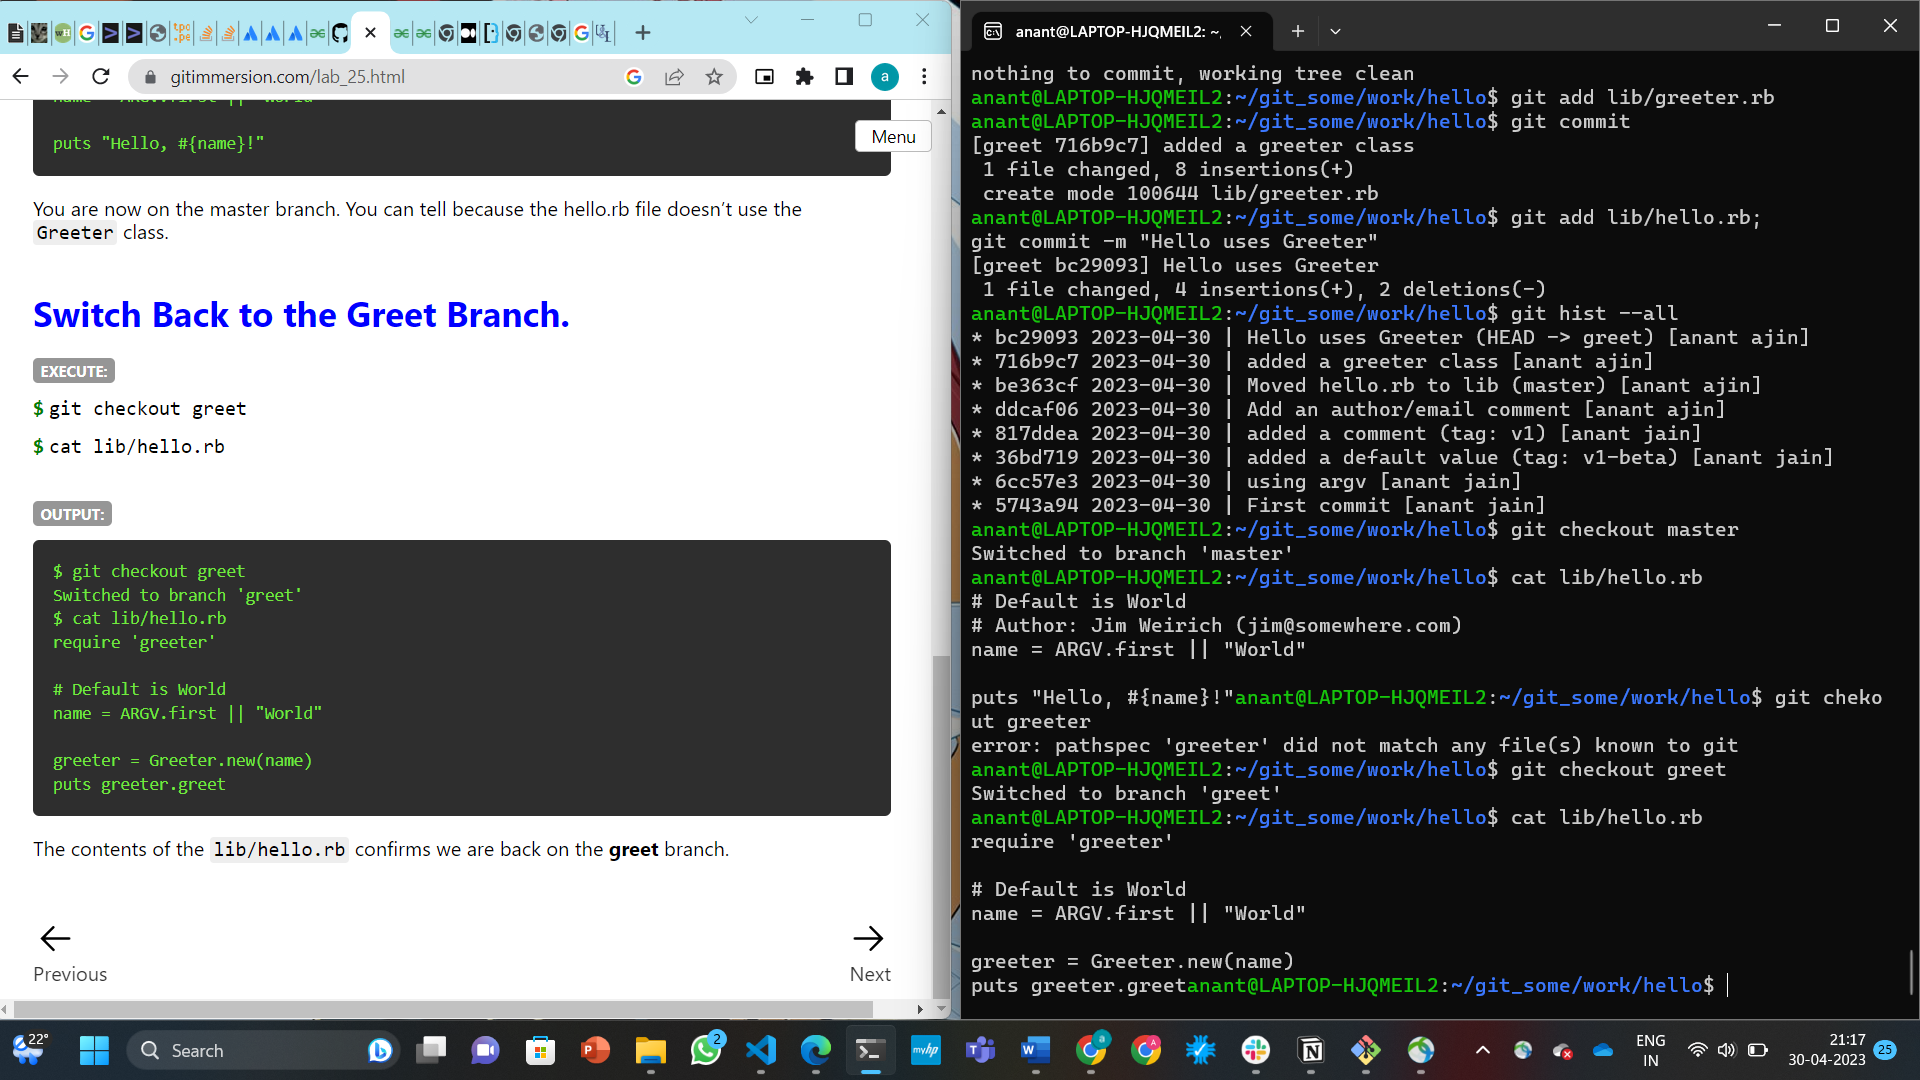 gitimmersion.com/lab_25.html
a
puts "Hello, #{name}!"
Menu
You are now on the master branch. You can tell because the hello.rb file doesn’t use the
Greeter class.
Switch Back to the Greet Branch.
EXECUTE:
$ git checkout greet
$ cat lib/hello.rb
OUTPUT:
$ git checkout greet
Switched to branch 'greet'
$ cat lib/hello.rb
require 'greeter'
# Default is World
name = ARGV.first || "World"
greeter = Greeter.new(name)
puts greeter.greet
The contents of the lib/hello.rb confirms we are back on the greet branch.
Previous
Next
anant@LAPTOP-HJQMEIL2: ~,
nothing to commit, working tree clean
anant@LAPTOP-HJQMEIL2:~/git_some/work/hello$ git add lib/greeter.rb
anant@LAPTOP-HJQMEIL2:~/git_some/work/hello$ git commit
[greet 716b9c7] added a greeter class
1 file changed, 8 insertions(+)
create mode 100644 lib/greeter.rb
anant@LAPTOP-HJQMEIL2:~/git_some/work/hello$ git add lib/hello.rb;
git commit -m "Hello uses Greeter"
[greet bc29093] Hello uses Greeter
1 file changed, 4 insertions(+), 2 deletions(-)
anant@LAPTOP-HJQMEIL2:~/git_some/work/hello$ git hist --all
* bc29093 2023-04-30 | Hello uses Greeter (HEAD -> greet) [anant ajin]
* 716b9c7 2023-04-30 | added a greeter class [anant ajin]
* be363cf 2023-04-30 | Moved hello.rb to lib (master) [anant ajin]
* ddcaf06 2023-04-30 | Add an author/email comment [anant ajin]
* 817ddea 2023-04-30 | added a comment (tag: v1) [anant jain]
* 36bd719 2023-04-30 | added a default value (tag: v1-beta) [anant jain]
* 6cc57e3 2023-04-30 | using argv [anant jain]
* 5743a94 2023-04-30 | First commit [anant jain]
anant@LAPTOP-HJQMEIL2:~/git_some/work/hello$ git checkout master
Switched to branch 'master'
anant@LAPTOP-HJQMEIL2:~/git_some/work/hello$ cat lib/hello.rb
# Default is World
# Author: Jim Weirich (jim@somewhere.com)
name = ARGV.first || "World"
puts "Hello, #{name}!"anant@LAPTOP-HJQMEIL2:~/git_some/work/hello$ git cheko
ut greeter
error: pathspec 'greeter' did not match any file(s) known to git
anant@LAPTOP-HJQMEIL2:~/git_some/work/hello$ git checkout greet
Switched to branch 'greet'
anant@LAPTOP-HJQMEIL2:~/git_some/work/hello$ cat lib/hello.rb
require 'greeter'
# Default is World
name = ARGV.first || "World"
greeter = Greeter.new(name)
puts greeter.greetanant@LAPTOP-HJQMEIL2:~/git_some/work/hello$
22°
Search
2
myhp
a
ENG
IN
21:17
30-04-2023
25